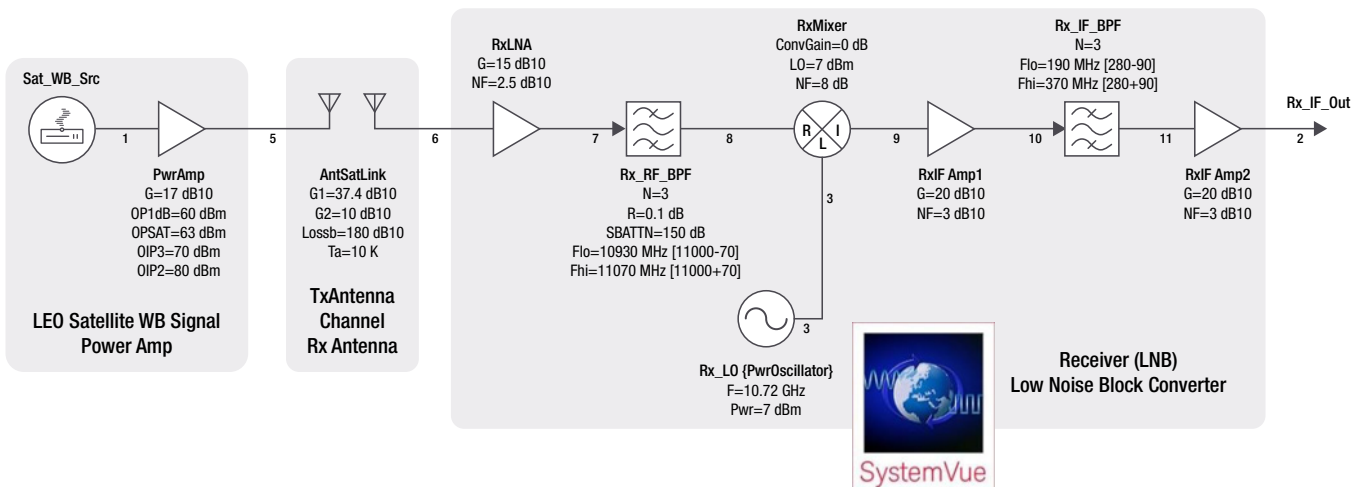 Sat_WB_Src
1
PwrAmp
G=17 dB10
OP1dB=60 dBm
OPSAT=63 dBm
OIP3=70 dBm
OIP2=80 dBm
LEO Satellite WB Signal
Power Amp
5
AntSatLink
G1=37.4 dB10
G2=10 dB10
Lossb=180 dB10
Ta=10 K
TxAntenna
Channel
Rx Antenna
6
RxLNA
G=15 dB10
NF=2.5 dB10
7
Rx_RF_BPF
N=3
R=0.1 dB
SBATTN=150 dB
Flo=10930 MHz [11000-70]
Fhi=11070 MHz [11000+70]
8
RxMixer
ConvGain=0 dB
LO=7 dBm
NF=8 dB
R
I
L
3
3
Rx_LO {PwrOscillator}
F=10.72 GHz
Pwr=7 dBm
9
RxIF Amp1
G=20 dB10
NF=3 dB10
10
Rx_IF_BPF
N=3
Flo=190 MHz [280-90]
Fhi=370 MHz [280+90]
11
RxIF Amp2
G=20 dB10
NF=3 dB10
Rx_IF_Out
2
Receiver (LNB)
Low Noise Block Converter
SystemVue